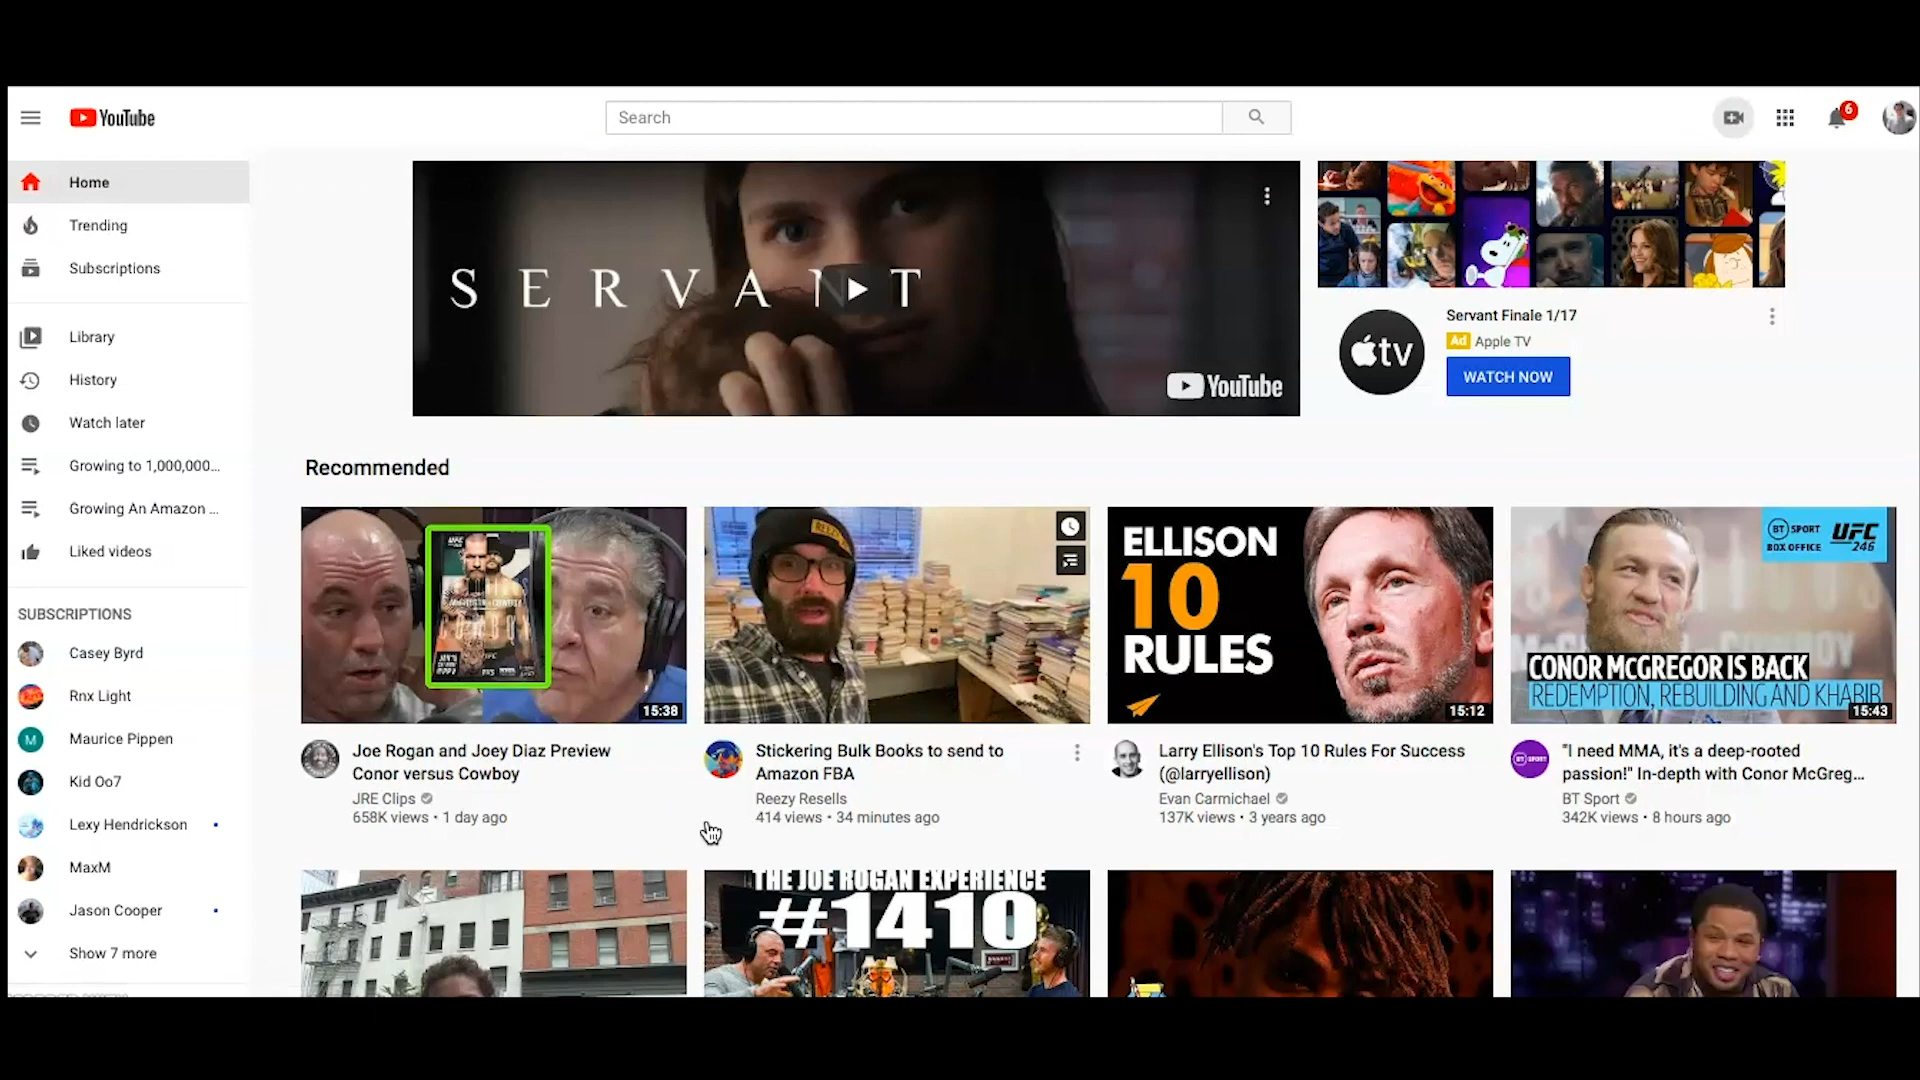 YouTube
Search
6
Home
Trending
Subscriptions
Library
History
Watch later
Growing to 1,000,000...
Growing An Amazon ...
Liked videos
SUBSCRIPTIONS
Casey Byrd
Rnx Light
M
Maurice Pippen
Kid Oo7
Lexy Hendrickson
MaxM
Jason Cooper
Show 7 more
SERVANT
YouTube
tv
Servant Finale 1/17
Ad Apple TV
WATCH NOW
Recommended
UFC
15:38
Joe Rogan and Joey Diaz Preview
Conor versus Cowboy
JRE Clips
658K views • 1 day ago
REEZY
Stickering Bulk Books to send to
Amazon FBA
Reezy Resells
414 views • 34 minutes ago
ELLISON
10
RULES
15:12
Larry Ellison's Top 10 Rules For Success
(@larryellison)
Evan Carmichael
137K views • 3 years ago
BT SPORT
BOX OFFICE
UFC
246
COWBOY
CONOR MCGREGOR IS BACK
REDEMPTION, REBUILDING AND KHABIB
15:43
BT SPORT
"I need MMA, it's a deep-rooted
passion!" In-depth with Conor McGreg...
BT Sport
342K views • 8 hours ago
THE JOE ROGAN EXPERIENCE
#1410